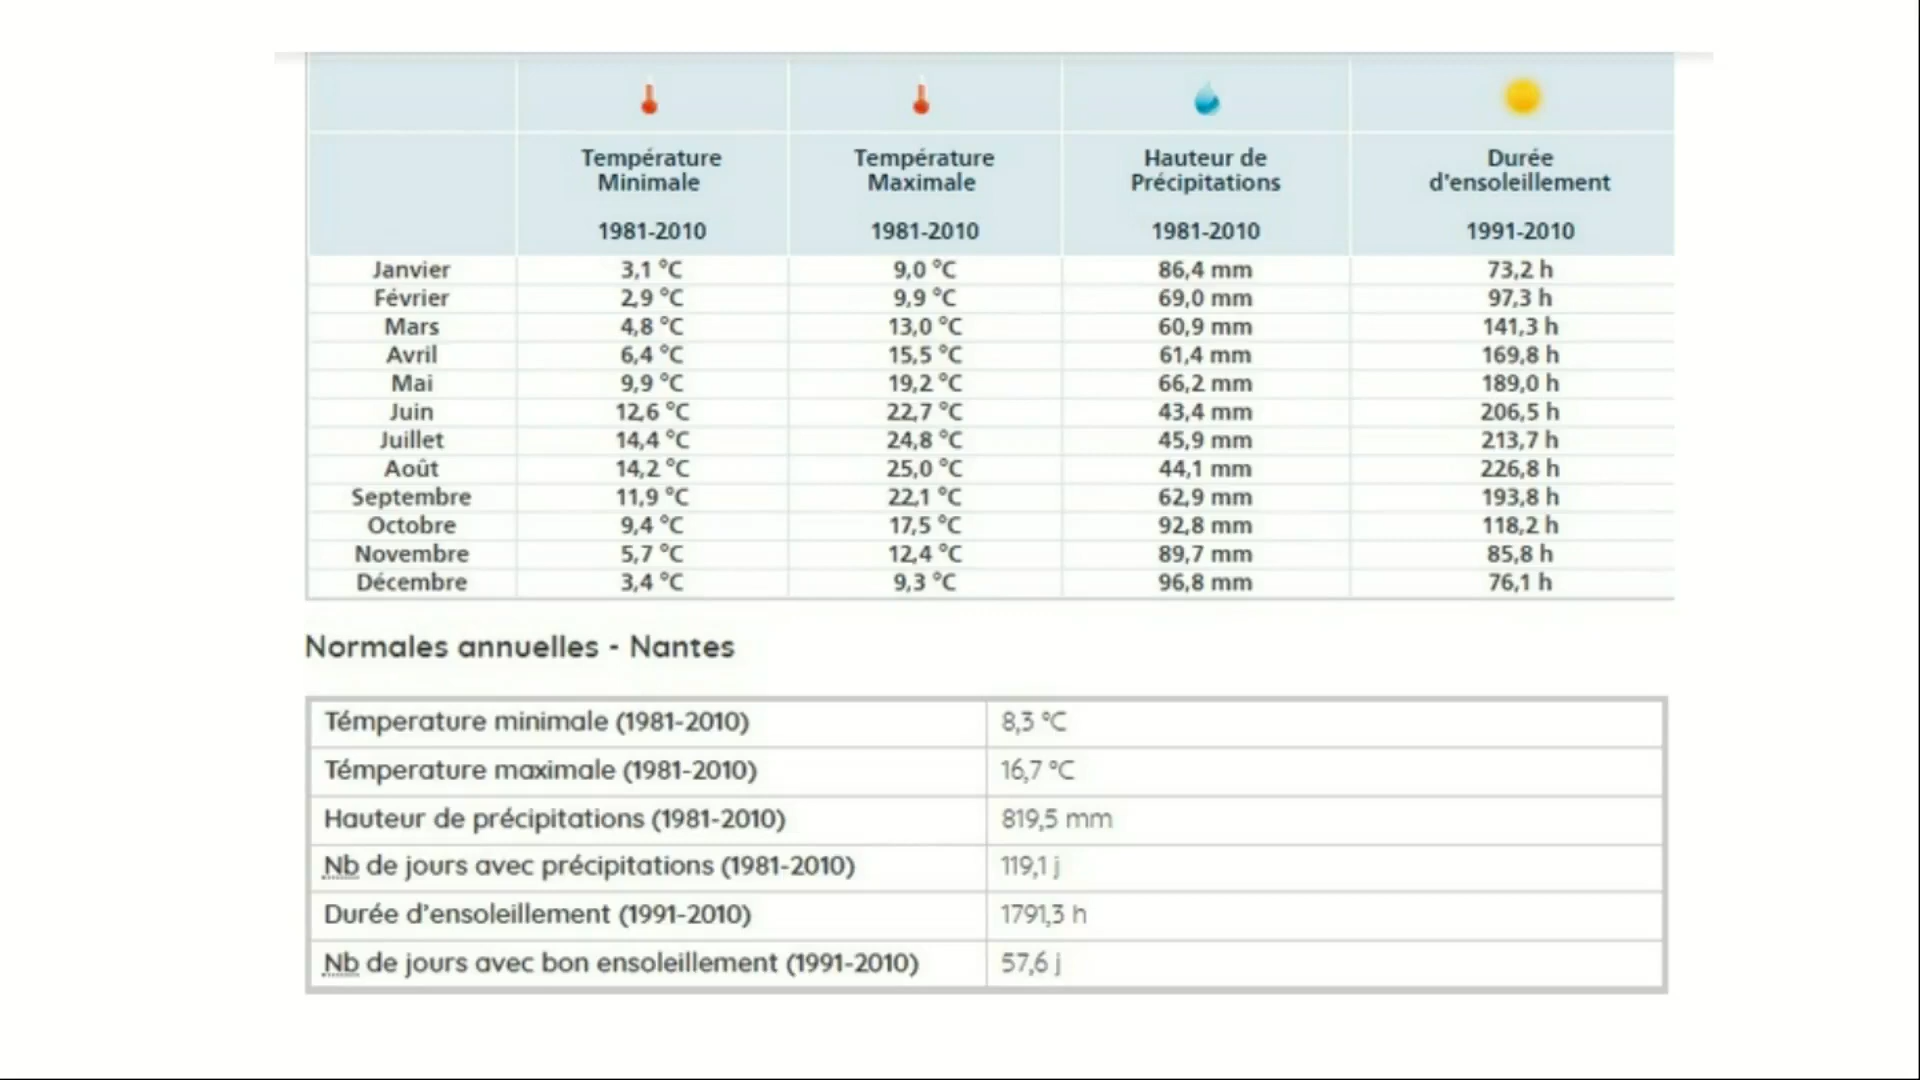 Température Température Hauteur de Durée
Minimale Maximale Précipitations d'ensoleillement
1981-2010 1981-2010 1981-2010 1991-2010
Janvier 3,1 °C 9,0 °C 86,4 mm 73,2 h
Février 2,9 °C 9,9 °C 69,0 mm 97,3 h
Mars 4,8 °C 13,0 °C 60,9 mm 141,3 h
Avril 6,4 °C 15,5 °C 61,4 mm 169,8 h
Mai 9,9 °C 19,2 °C 66,2 mm 189,0 h
Juin 12,6 °C 22,7 °C 43,4 mm 206,5 h
Juillet 14,4 °C 24,8 °C 45,9 mm 213,7 h
Août 14,2 °C 25,0 °C 44,1 mm 226,8 h
Septembre 11,9 °C 22,1 °C 62,9 mm 193,8 h
Octobre 9,4 °C 17,5 °C 92,8 mm 118,2 h
Novembre 5,7 °C 12,4 °C 89,7 mm 85,8 h
Décembre 3,4 °C 9,3 °C 96,8 mm 76,1 h
Normales annuelles - Nantes
Témperature minimale (1981-2010) 8,3 °C
Témperature maximale (1981-2010) 16,7 °C
Hauteur de précipitations (1981-2010) 819,5 mm
Nb de jours avec précipitations (1981-2010) 119,1 j
Durée d'ensoleillement (1991-2010) 1791,3 h
Nb de jours avec bon ensoleillement (1991-2010) 57,6 j